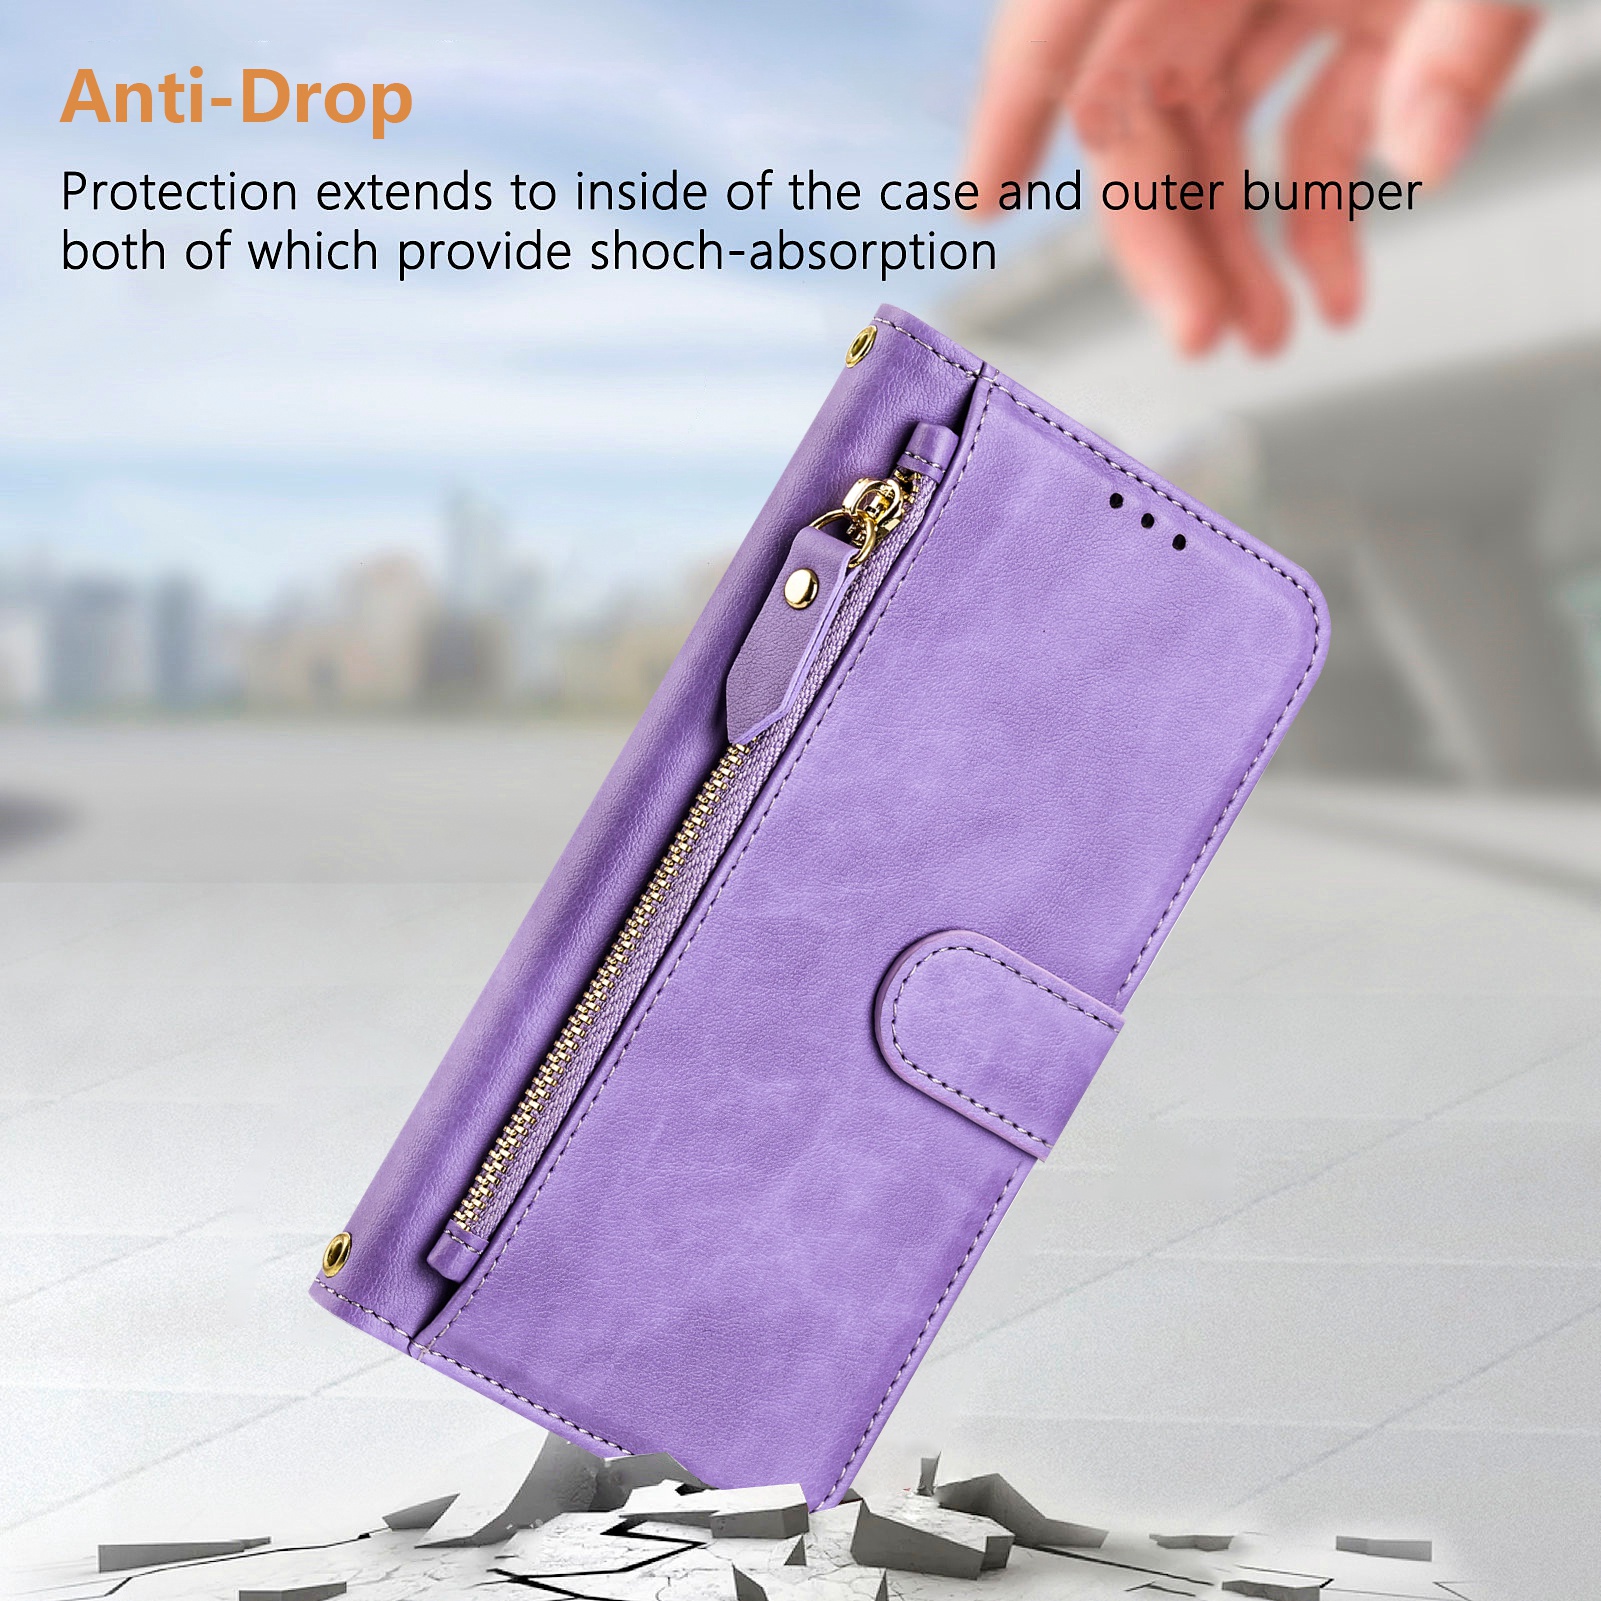 Anti-Drop
Protection extends to inside of the case and outer bumper
both of which provide shoch-absorption